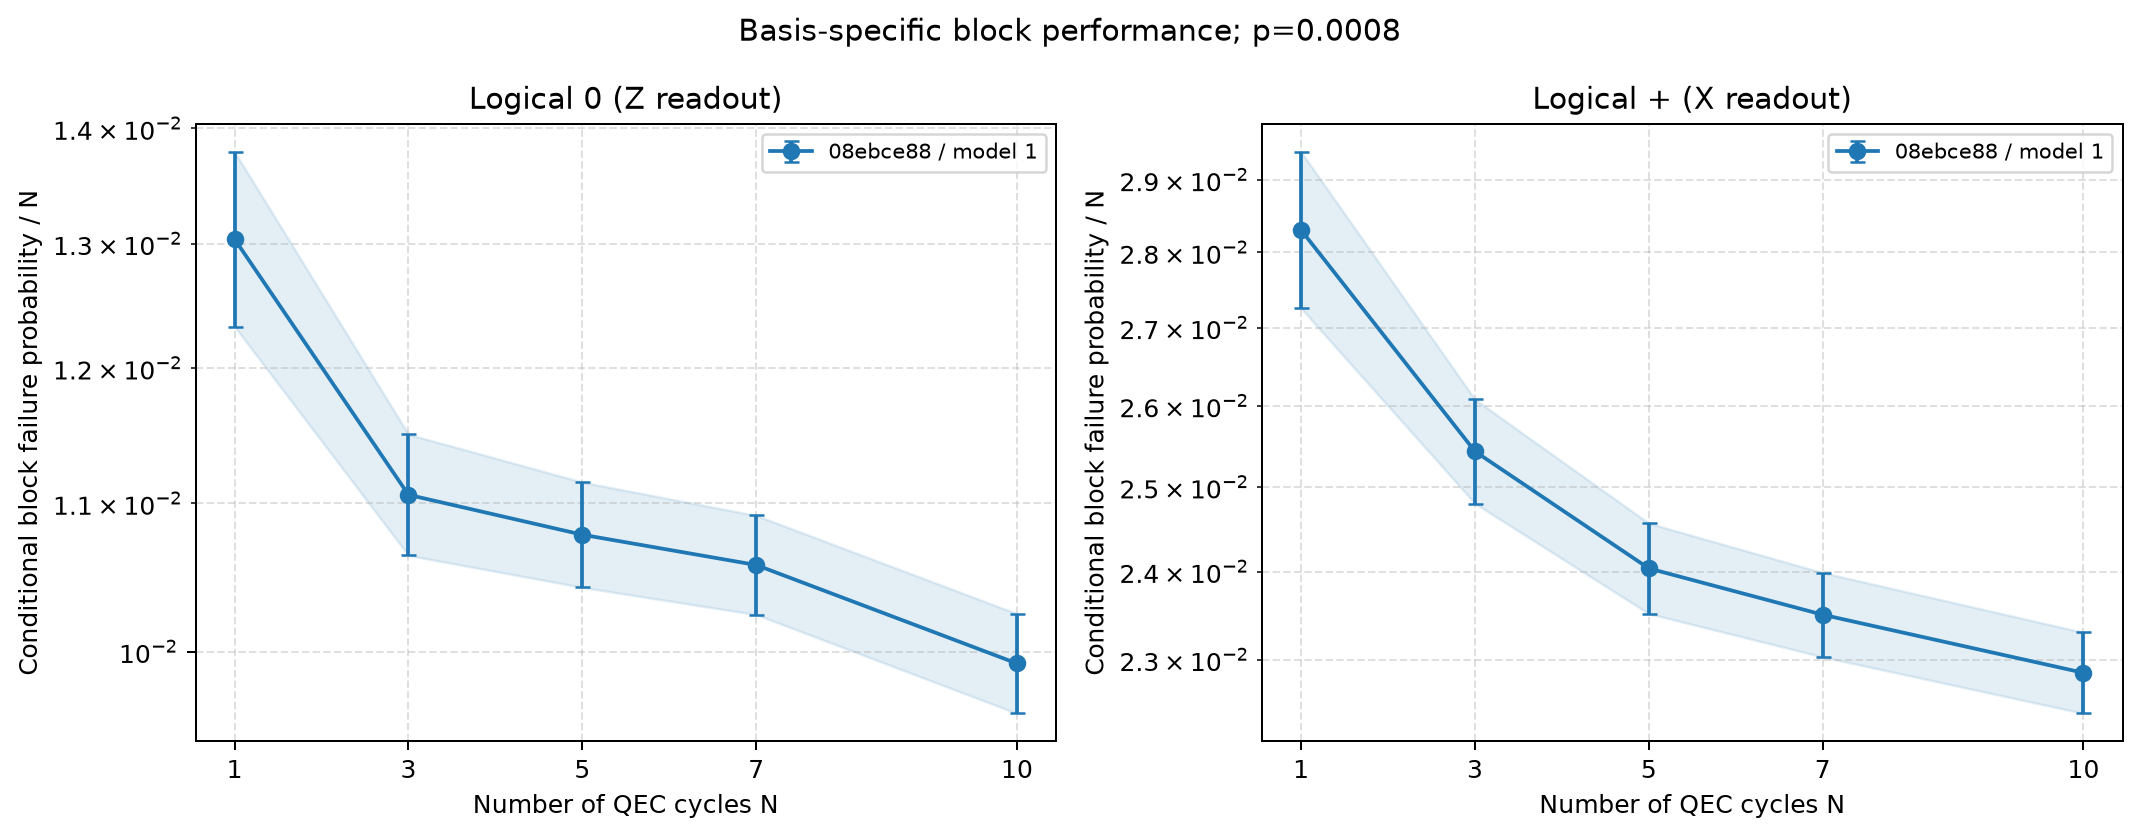 Basis-specific block performance; p=0.0008
Logical 0 (Z readout)
1.4 × 10⁻²
1.3 × 10⁻²
1.2 × 10⁻²
1.1 × 10⁻²
10⁻²
Conditional block failure probability / N
08ebce88 / model 1
1 3 5 7 10
Number of QEC cycles N
Logical + (X readout)
2.9 × 10⁻²
2.8 × 10⁻²
2.7 × 10⁻²
2.6 × 10⁻²
2.5 × 10⁻²
2.4 × 10⁻²
2.3 × 10⁻²
Conditional block failure probability / N
08ebce88 / model 1
1 3 5 7 10
Number of QEC cycles N